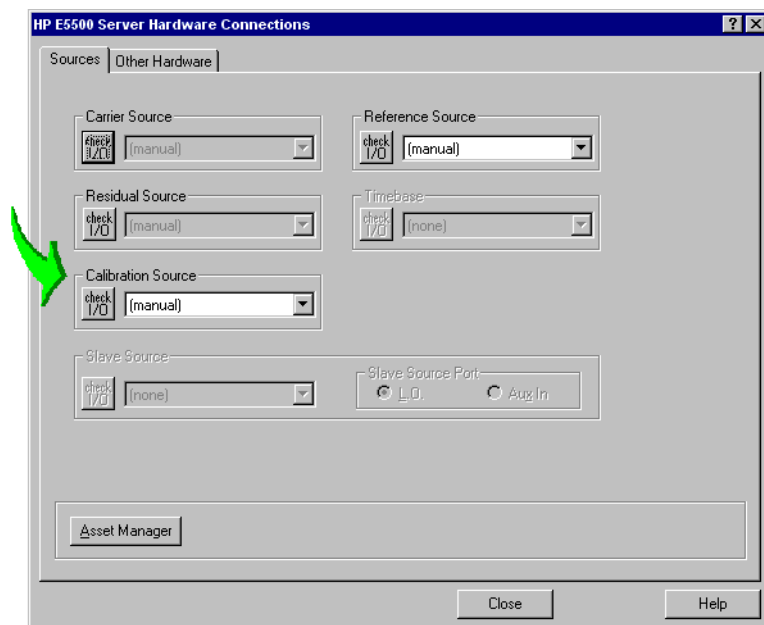 HP E5500 Server Hardware Connections
Sources Other Hardware
Carrier Source
check I/O (manual)
Reference Source
check I/O (manual)
Residual Source
check I/O (manual)
Timebase
check I/O (none)
Calibration Source
check I/O (manual)
Slave Source
check I/O (none)
Slave Source Port
L.O. Aux In
Asset Manager
Close Help